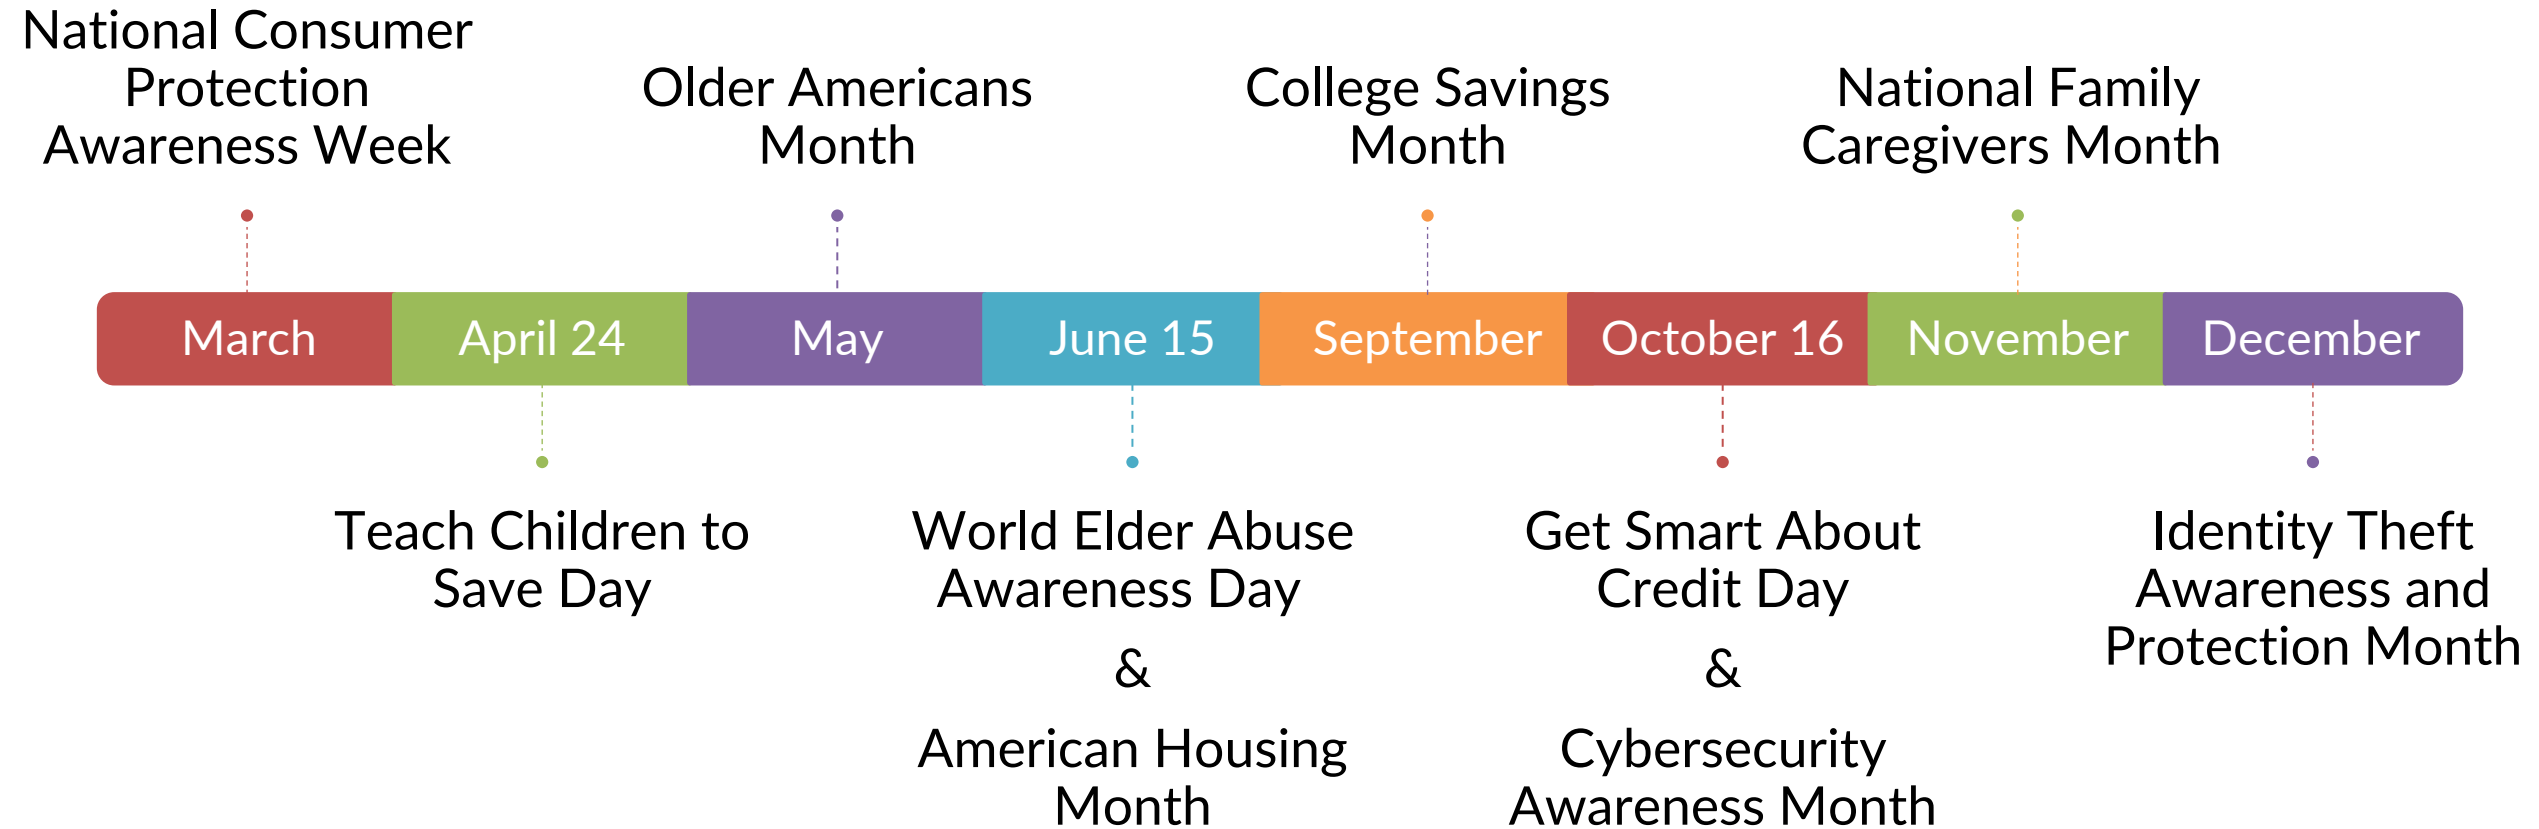 National Consumer
Protection
Awareness Week
Older Americans
Month
College Savings
Month
National Family
Caregivers Month
March
April 24
May
June 15
September
October 16
November
December
Teach Children to
Save Day
World Elder Abuse
Awareness Day
&
American Housing
Month
Get Smart About
Credit Day
&
Cybersecurity
Awareness Month
Identity Theft
Awareness and
Protection Month